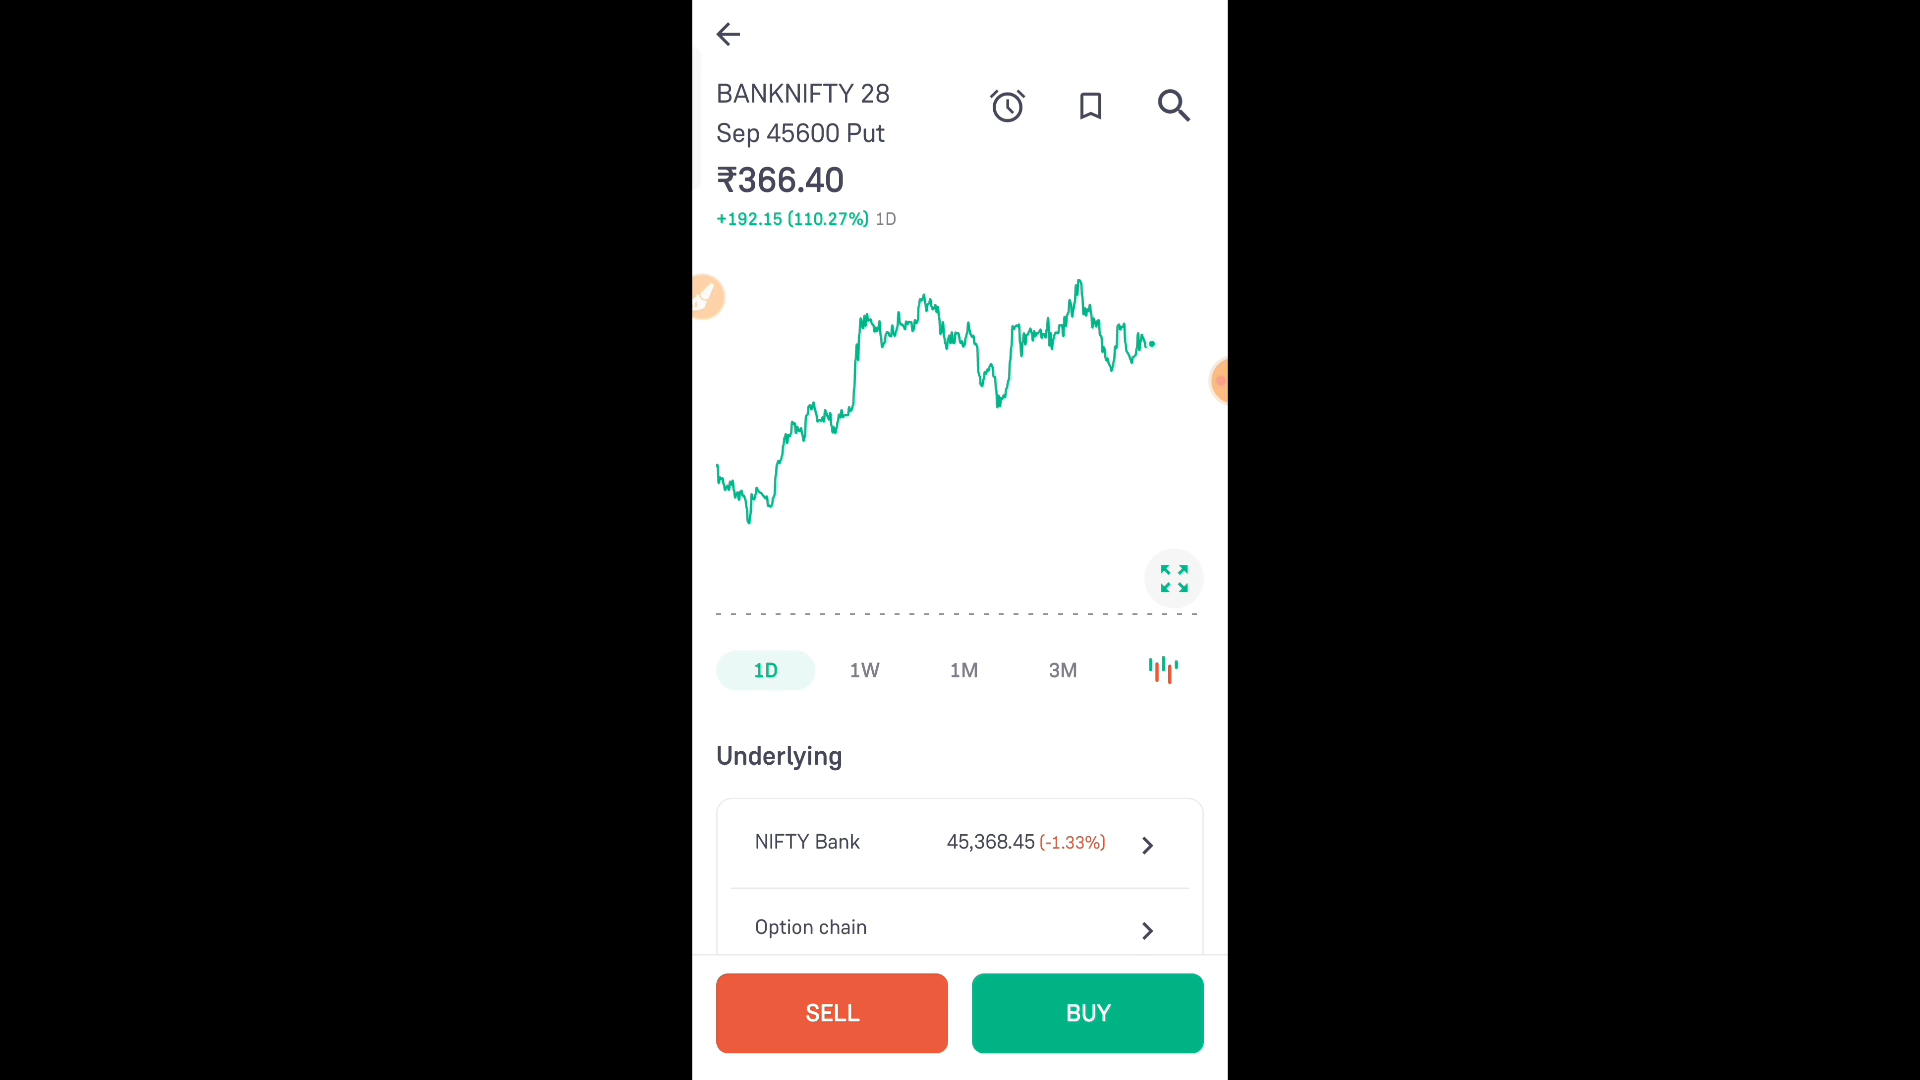 BANKNIFTY 28
Sep 45600 Put
₹366.40
+192.15 (110.27%) 1D
1D 1W 1M 3M
Underlying
NIFTY Bank 45,368.45 (-1.33%)
Option chain
SELL BUY